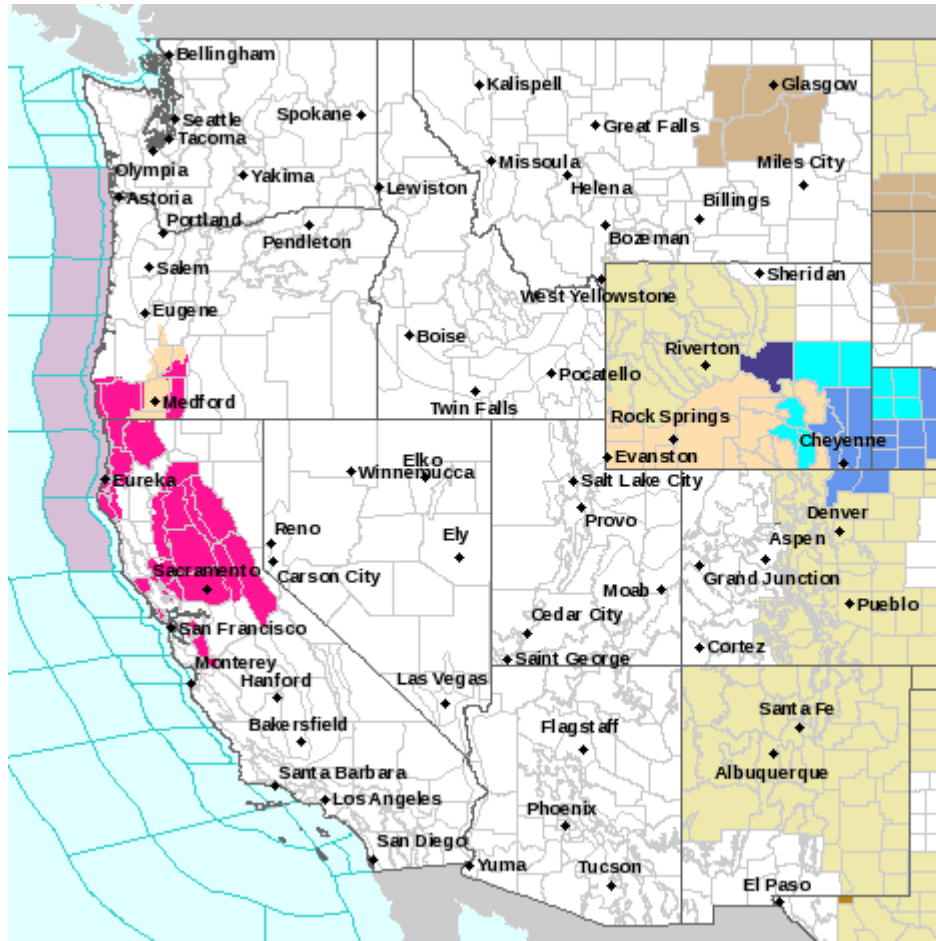 Bellingham
Kalispell
Glasgow
Seattle
Spokane
Great Falls
Tacoma
Olympia
Missoula
Miles City
Yakima
Helena
Lewiston
Astoria
Billings
Portland
Pendleton
Bozeman
Salem
Sheridan
West Yellowstone
Eugene
Boise
Riverton
Pocatello
Medford
Twin Falls
Rock Springs
Cheyenne
Evanston
Elko
Winnemucca
Eureka
Salt Lake City
Provo
Denver
Reno
Ely
Aspen
Carson City
Grand Junction
Sacramento
Moab
Pueblo
Cedar City
San Francisco
Cortez
Saint George
Monterey
Hanford
Las Vegas
Santa Fe
Bakersfield
Flagstaff
Albuquerque
Santa Barbara
Los Angeles
Phoenix
San Diego
Yuma
Tucson
El Paso